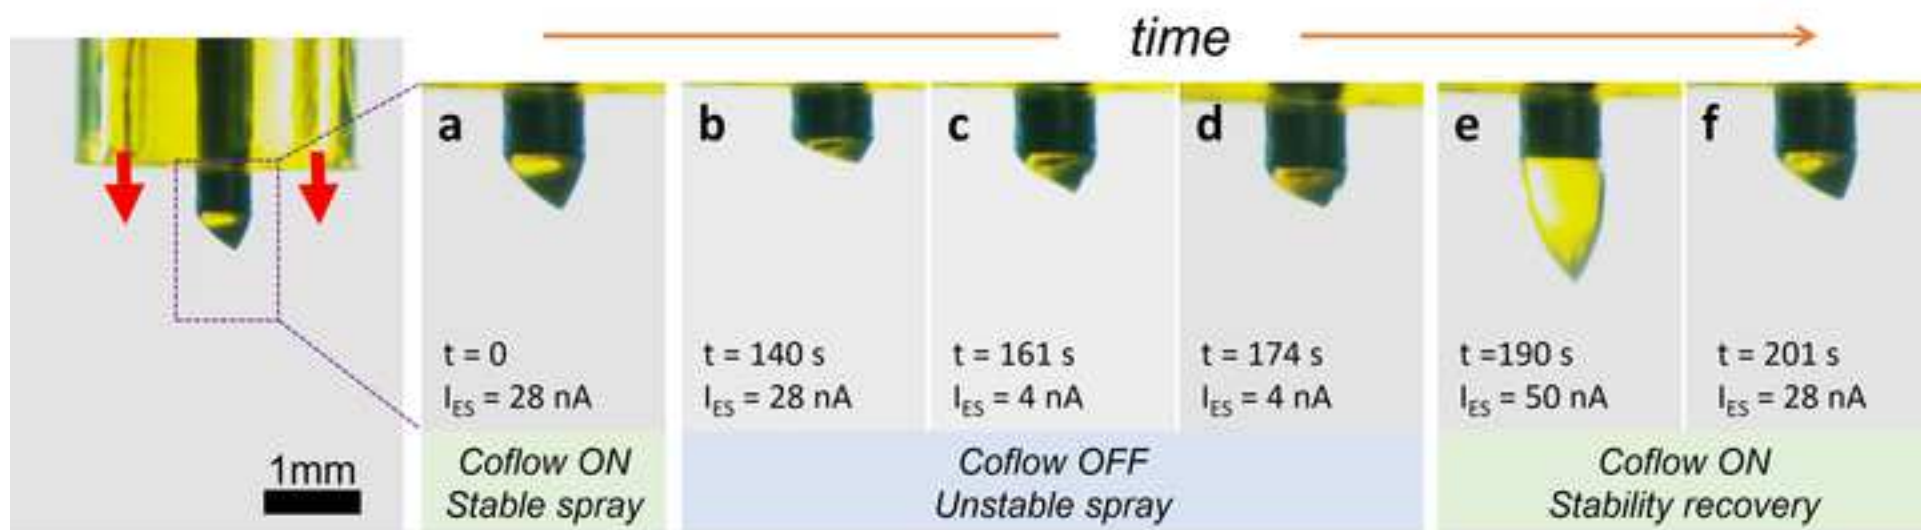 time
a
b
c
d
e
f
t = 0
I_ES = 28 nA
t = 140 s
I_ES = 28 nA
t = 161 s
I_ES = 4 nA
t = 174 s
I_ES = 4 nA
t =190 s
I_ES = 50 nA
t = 201 s
I_ES = 28 nA
1mm
Coflow ON
Stable spray
Coflow OFF
Unstable spray
Coflow ON
Stability recovery